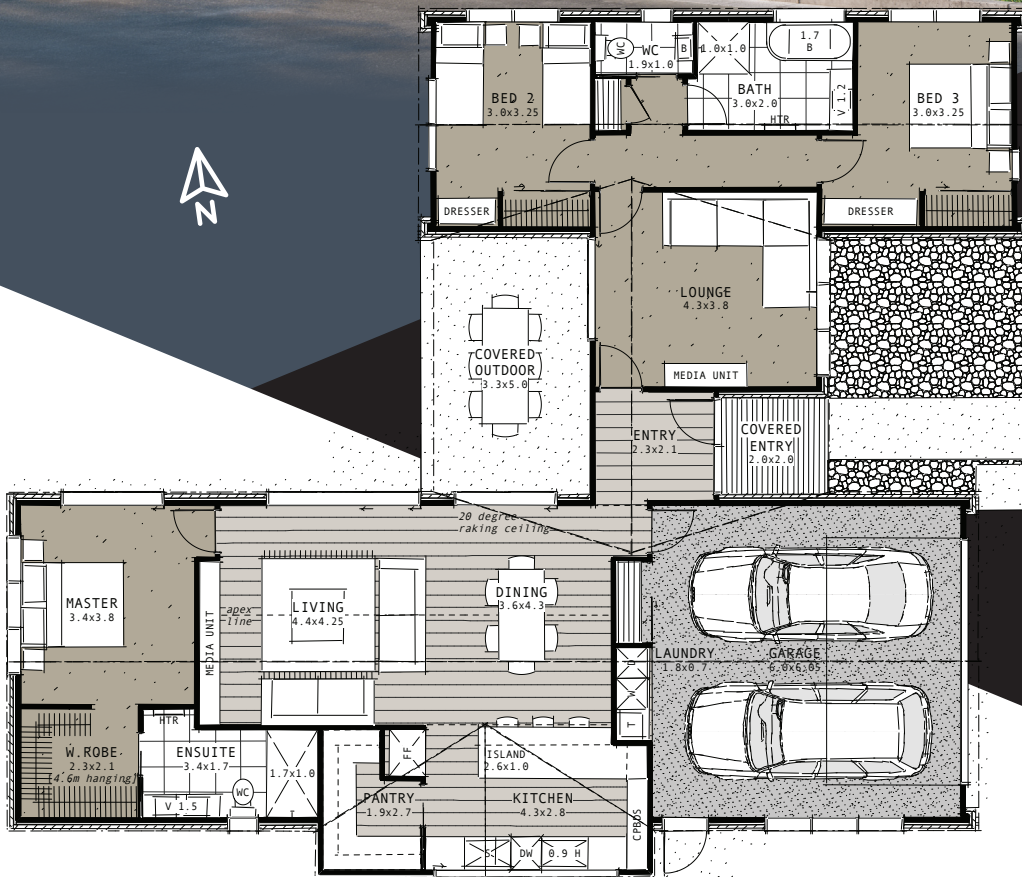 WC
WC
1.9x1.0
B
1.0x1.0
1.7
B
BED 2
3.0x3.25
BATH
3.0x2.0
V 1.2
HTR
BED 3
3.0x3.25
N
DRESSER
DRESSER
LOUNGE
4.3x3.8
MEDIA UNIT
COVERED
OUTDOOR
3.3x5.0
ENTRY
2.3x2.1
COVERED
ENTRY
2.0x2.0
20 degree
raking ceiling
MASTER
3.4x3.8
MEDIA UNIT
apex
line
LIVING
4.4x4.25
DINING
3.6x4.3
D
W
T
LAUNDRY
1.8x0.7
GARAGE
6.0x6.05
HTR
W.ROBE
2.3x2.1
[4.6m hanging]
ENSUITE
3.4x1.7
1.7x1.0
V 1.5
WC
ISLAND
2.6x1.0
PANTRY
1.9x2.7
KITCHEN
4.3x2.8
CPBDS
DW
0.9 H